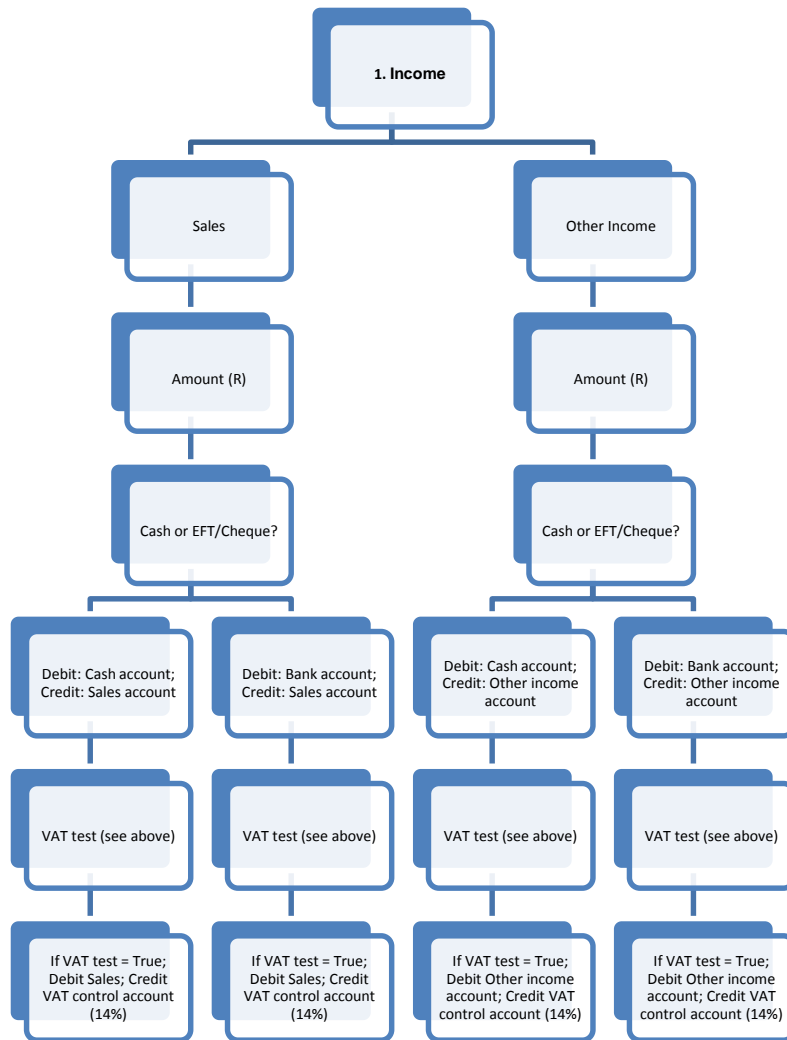 1. Income
Sales
Other Income
Amount (R)
Amount (R)
Cash or EFT/Cheque?
Cash or EFT/Cheque?
Debit: Cash account;
Credit: Sales account
Debit: Bank account;
Credit: Sales account
Debit: Cash account;
Credit: Other income
account
Debit: Bank account;
Credit: Other income
account
VAT test (see above)
VAT test (see above)
VAT test (see above)
VAT test (see above)
If VAT test = True;
Debit Sales; Credit
VAT control account
(14%)
If VAT test = True;
Debit Sales; Credit
VAT control account
(14%)
If VAT test = True;
Debit Other income
account; Credit VAT
control account (14%)
If VAT test = True;
Debit Other income
account; Credit VAT
control account (14%)